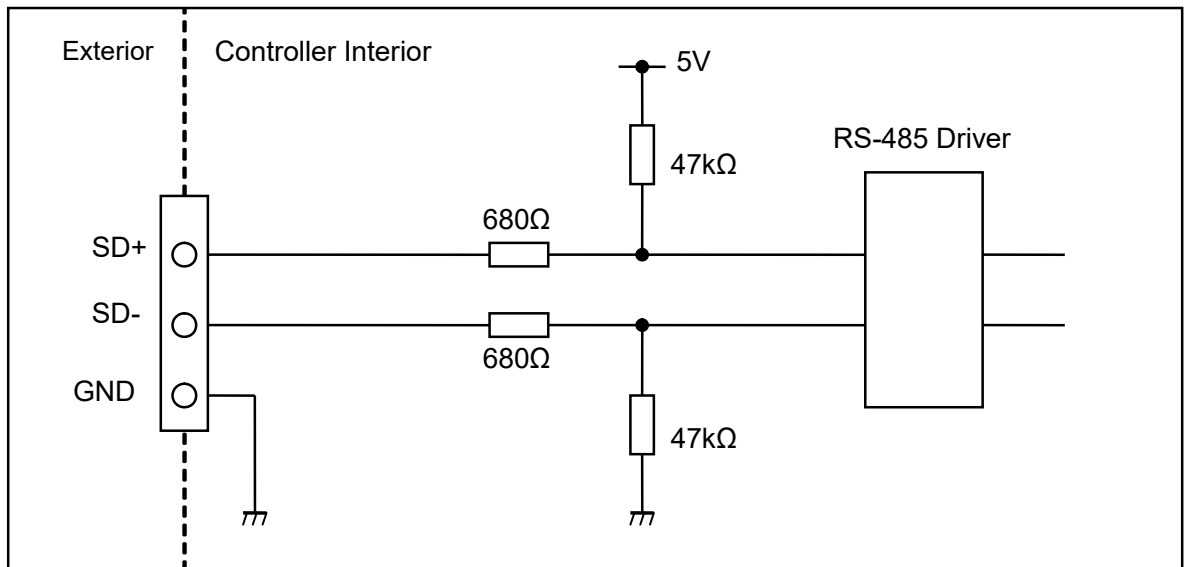 Exterior
Controller Interior
5V
RS-485 Driver
47kΩ
680Ω
SD+
SD-
680Ω
GND
47kΩ